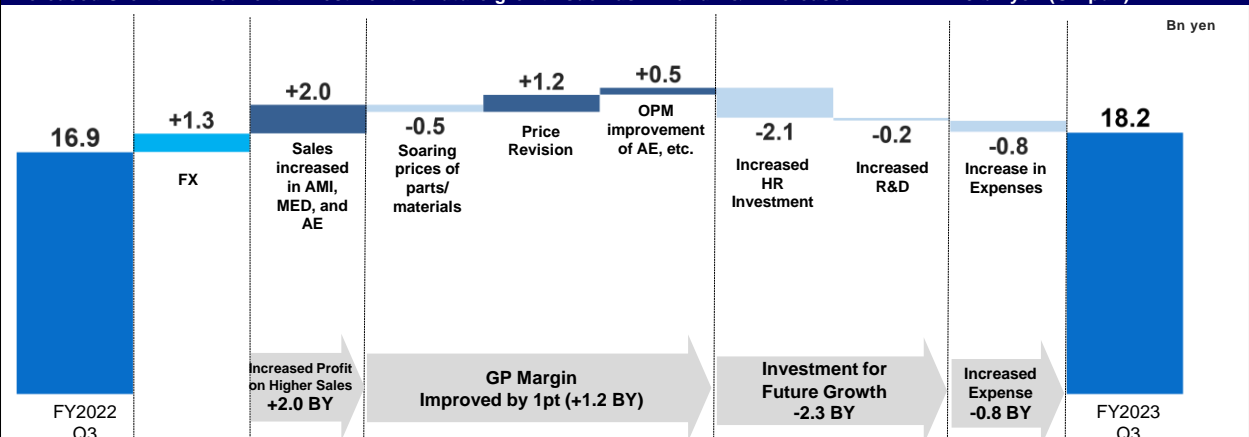 Bn yen
16.9
+1.3
FX
+2.0
Sales
increased
in AMI,
MED, and
AE
-0.5
Soaring
prices of
parts/
materials
+1.2
Price
Revision
+0.5
OPM
improvement
of AE, etc.
-2.1
Increased
HR
Investment
-0.2
Increased
R&D
-0.8
Increase in
Expenses
18.2
Increased Profit
on Higher Sales
+2.0 BY
GP Margin
Improved by 1pt (+1.2 BY)
Investment for
Future Growth
-2.3 BY
Increased
Expense
-0.8 BY
FY2022
Q3
FY2023
Q3